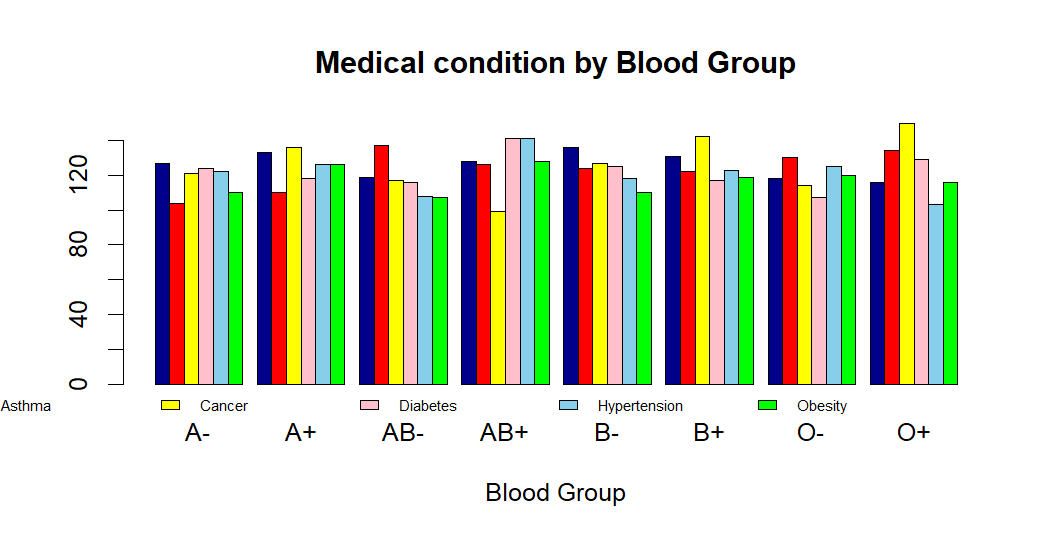 Medical condition by Blood Group
120
80
40
0
Asthma Cancer Diabetes Hypertension Obesity
A- A+ AB- AB+ B- B+ O- O+
Blood Group